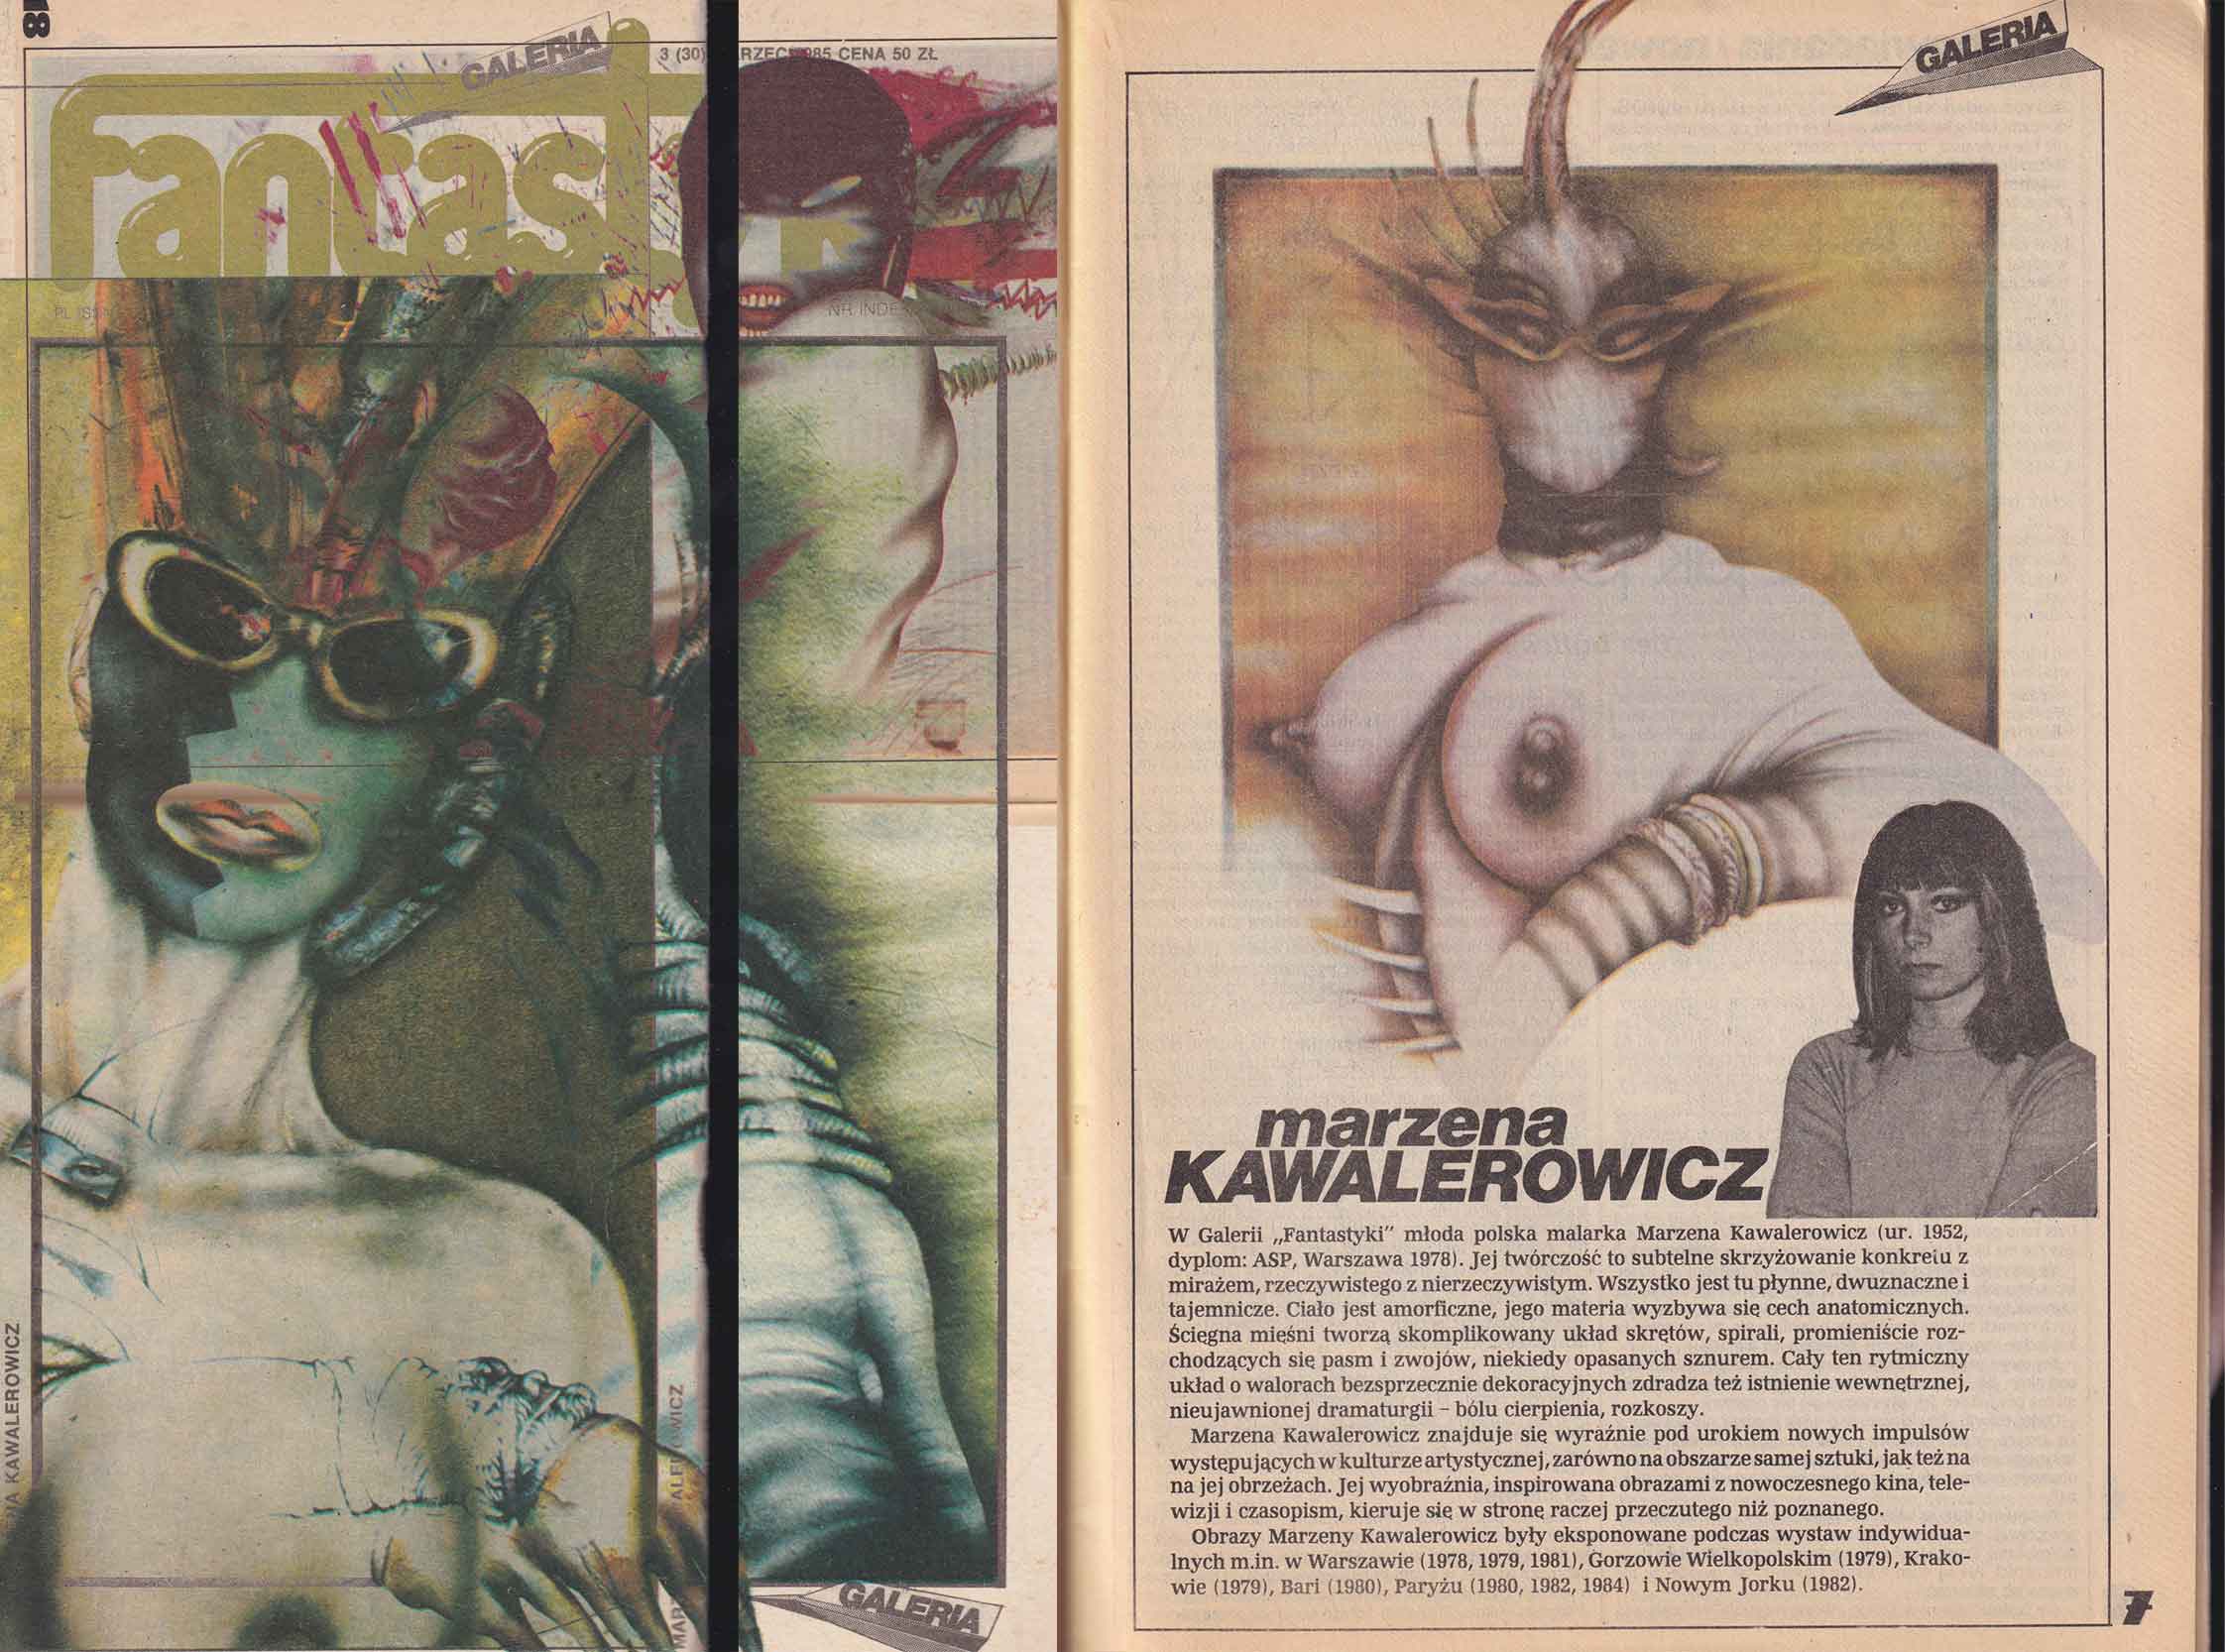 GALERIA
3 (30)
RZEC
985 CENA 50 ZŁ
fantast
PL ISS
NR INDE
KAWALEROWICZ
GALERIA
GALERIA
marzena
KAWALEROWICZ
W Galerii „Fantastyki” młoda polska malarka Marzena Kawalerowicz (ur. 1952,
dyplom: ASP, Warszawa 1978). Jej twórczość to subtelne skrzyżowanie konkretu z
mirażem, rzeczywistego z nierzeczywistym. Wszystko jest tu płynne, dwuznaczne i
tajemnicze. Ciało jest amorficzne, jego materia wyzbywa się cech anatomicznych.
Ścięgna mięśni tworzą skomplikowany układ skrętów, spirali, promieniście roz-
chodzących się pasm i zwojów, niekiedy opasanych sznurem. Cały ten rytmiczny
układ o walorach bezsprzecznie dekoracyjnych zdradza też istnienie wewnętrznej,
nieujawnionej dramaturgii – bólu cierpienia, rozkoszy.
Marzena Kawalerowicz znajduje się wyraźnie pod urokiem nowych impulsów
występujących w kulturze artystycznej, zarówno na obszarze samej sztuki, jak też na
na jej obrzeżach. Jej wyobraźnia, inspirowana obrazami z nowoczesnego kina, tele-
wizji i czasopism, kieruje się w stronę raczej przeczutego niż poznanego.
Obrazy Marzeny Kawalerowicz były eksponowane podczas wystaw indywidua-
lnych m.in. w Warszawie (1978, 1979, 1981), Gorzowie Wielkopolskim (1979), Krako-
wie (1979), Bari (1980), Paryżu (1980, 1982, 1984) i Nowym Jorku (1982).
7